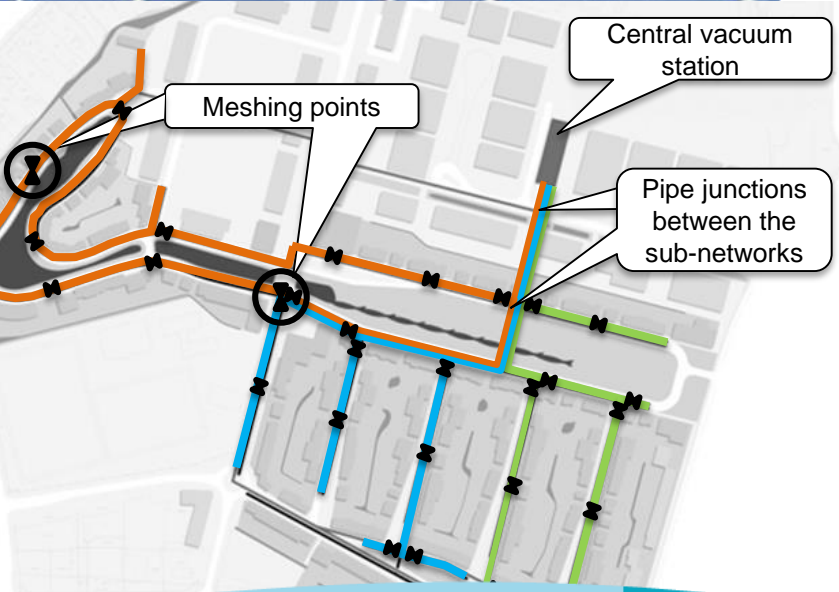 Central vacuum
station
Meshing points
Pipe junctions
between the
sub-networks